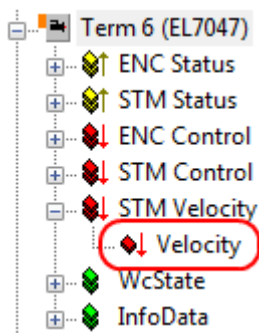 Term 6 (EL7047)
ENC Status
STM Status
ENC Control
STM Control
STM Velocity
Velocity
WcState
InfoData